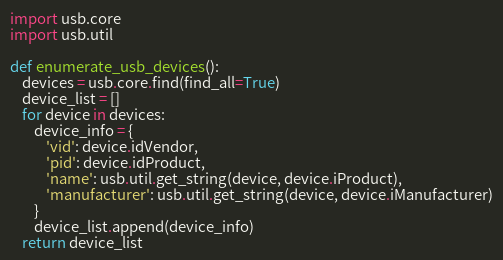 import usb.core
import usb.util

def enumerate_usb_devices():
    devices = usb.core.find(find_all=True)
    device_list = []
    for device in devices:
        device_info = {
            'vid': device.idVendor,
            'pid': device.idProduct,
            'name': usb.util.get_string(device, device.iProduct),
            'manufacturer': usb.util.get_string(device, device.iManufacturer)
        }
        device_list.append(device_info)
    return device_list